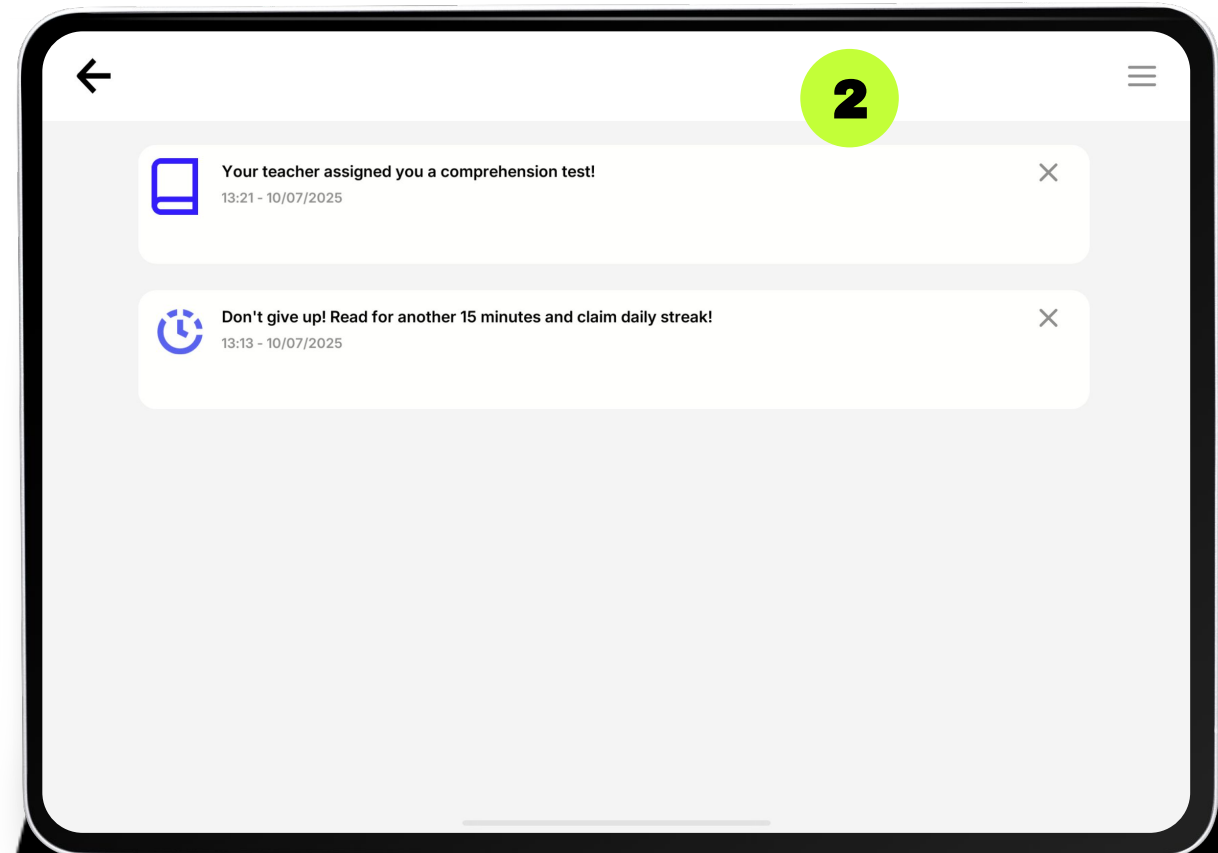 2
Your teacher assigned you a comprehension test!
13:21 - 10/07/2025
Don't give up! Read for another 15 minutes and claim daily streak!
13:13 - 10/07/2025